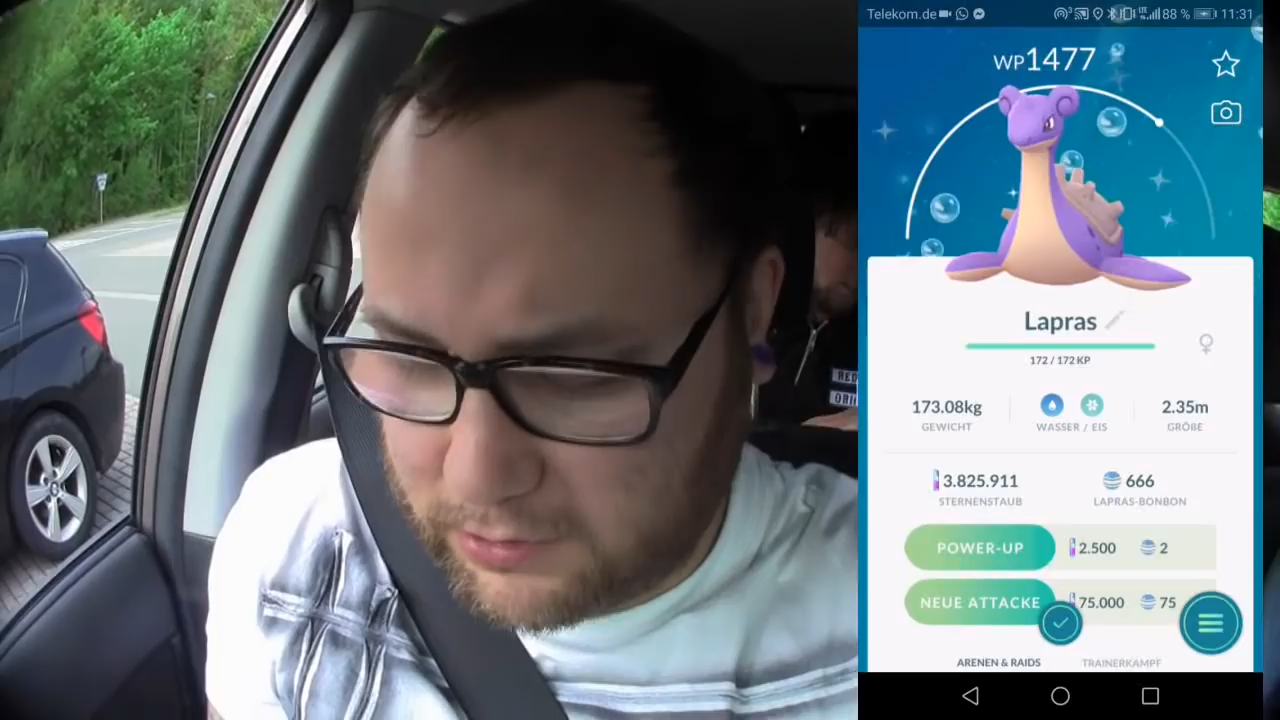 Telekom.de 88 % 11:31
WP1477
Lapras
172 / 172 KP
173.08kg
GEWICHT
WASSER / EIS
2.35m
GRÖßE
3.825.911
STERNENSTAUB
666
LAPRAS-BONBON
POWER-UP 2.500 2
NEUE ATTACKE 75.000 75
ARENEN & RAIDS TRAINERKAMPF
RED